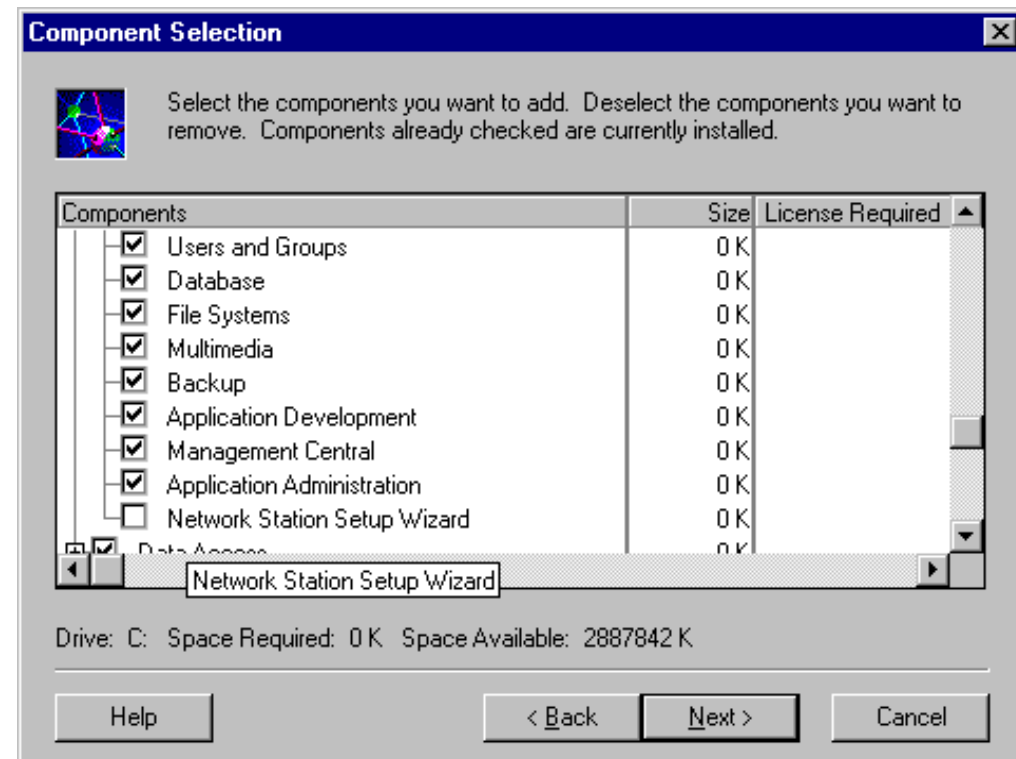 Component Selection
Select the components you want to add. Deselect the components you want to
remove. Components already checked are currently installed.
Components Size License Required
Users and Groups 0 K
Database 0 K
File Systems 0 K
Multimedia 0 K
Backup 0 K
Application Development 0 K
Management Central 0 K
Application Administration 0 K
Network Station Setup Wizard 0 K
Data Access 0 K
Network Station Setup Wizard
Drive: C: Space Required: 0 K Space Available: 2887842 K
Help < Back Next > Cancel